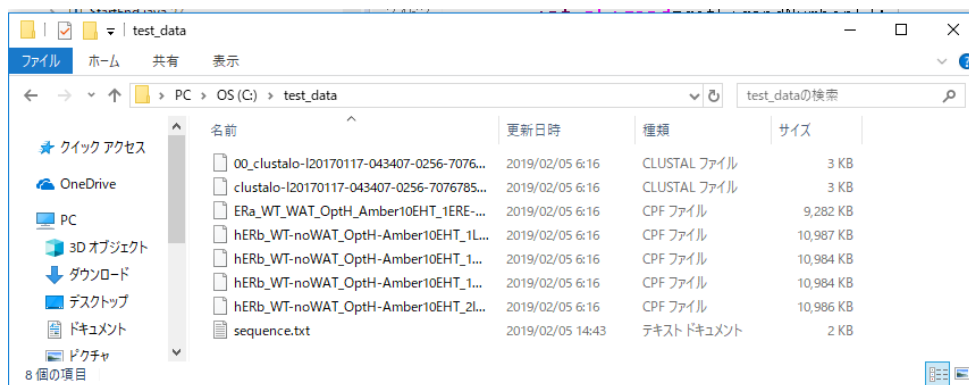 test_data
ファイル ホーム 共有 表示
PC > OS (C:) > test_data test_dataの検索
名前 更新日時 種類 サイズ
クイック アクセス
OneDrive
PC
3D オブジェクト
ダウンロード
デスクトップ
ドキュメント
ピクチャ
00_clustalo-I20170117-043407-0256-7076... 2019/02/05 6:16 CLUSTAL ファイル 3 KB
clustalo-I20170117-043407-0256-7076785... 2019/02/05 6:16 CLUSTAL ファイル 3 KB
ERa_WT_WAT_OptH_Amber10EHT_1ERE-... 2019/02/05 6:16 CPF ファイル 9,282 KB
hERb_WT-noWAT_OptH-Amber10EHT_1L... 2019/02/05 6:16 CPF ファイル 10,987 KB
hERb_WT-noWAT_OptH-Amber10EHT_1... 2019/02/05 6:16 CPF ファイル 10,984 KB
hERb_WT-noWAT_OptH-Amber10EHT_1... 2019/02/05 6:16 CPF ファイル 10,984 KB
hERb_WT-noWAT_OptH-Amber10EHT_2I... 2019/02/05 6:16 CPF ファイル 10,986 KB
sequence.txt 2019/02/05 14:43 テキスト ドキュメント 2 KB
8 個の項目